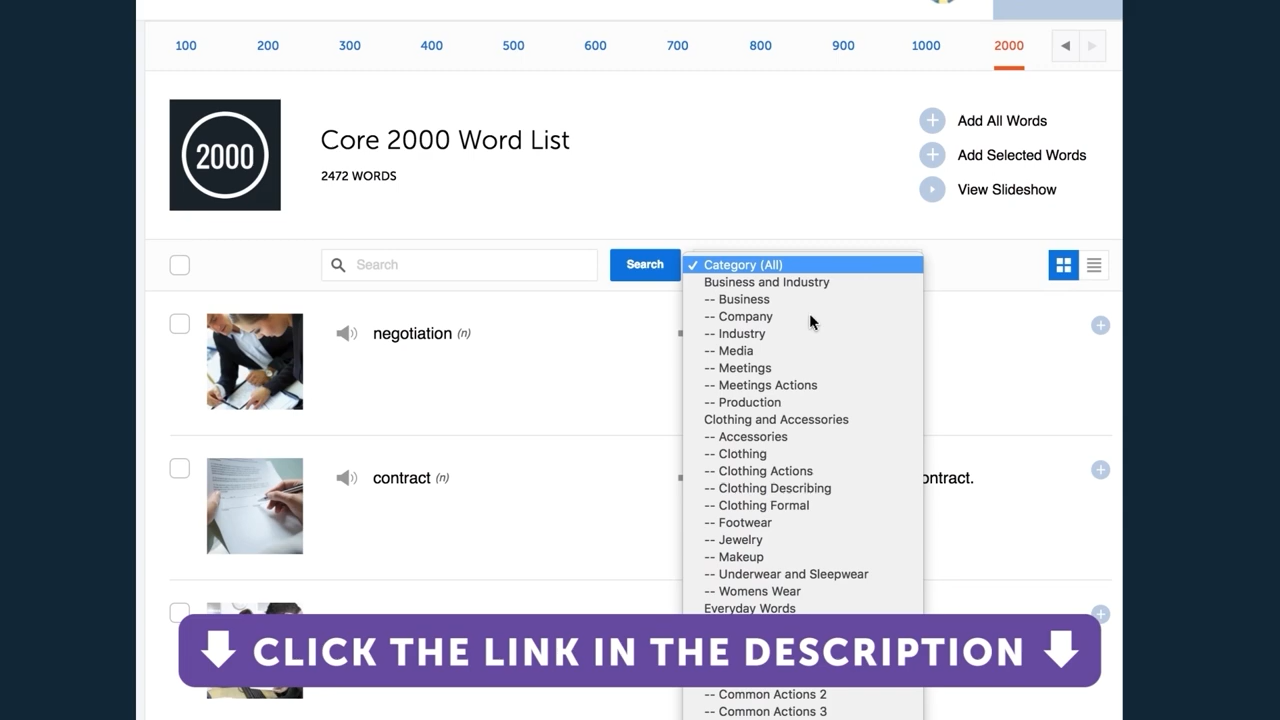 100 200 300 400 500 600 700 800 900 1000 2000
2000
Core 2000 Word List
2472 WORDS
Add All Words
Add Selected Words
View Slideshow
Search
Search
✓ Category (All)
Business and Industry
-- Business
-- Company
-- Industry
-- Media
-- Meetings
-- Meetings Actions
-- Production
Clothing and Accessories
-- Accessories
-- Clothing
-- Clothing Actions
-- Clothing Describing
-- Clothing Formal
-- Footwear
-- Jewelry
-- Makeup
-- Underwear and Sleepwear
-- Womens Wear
Everyday Words
-- Common Actions 2
-- Common Actions 3
negotiation (n)
contract (n)
ontract.
CLICK THE LINK IN THE DESCRIPTION